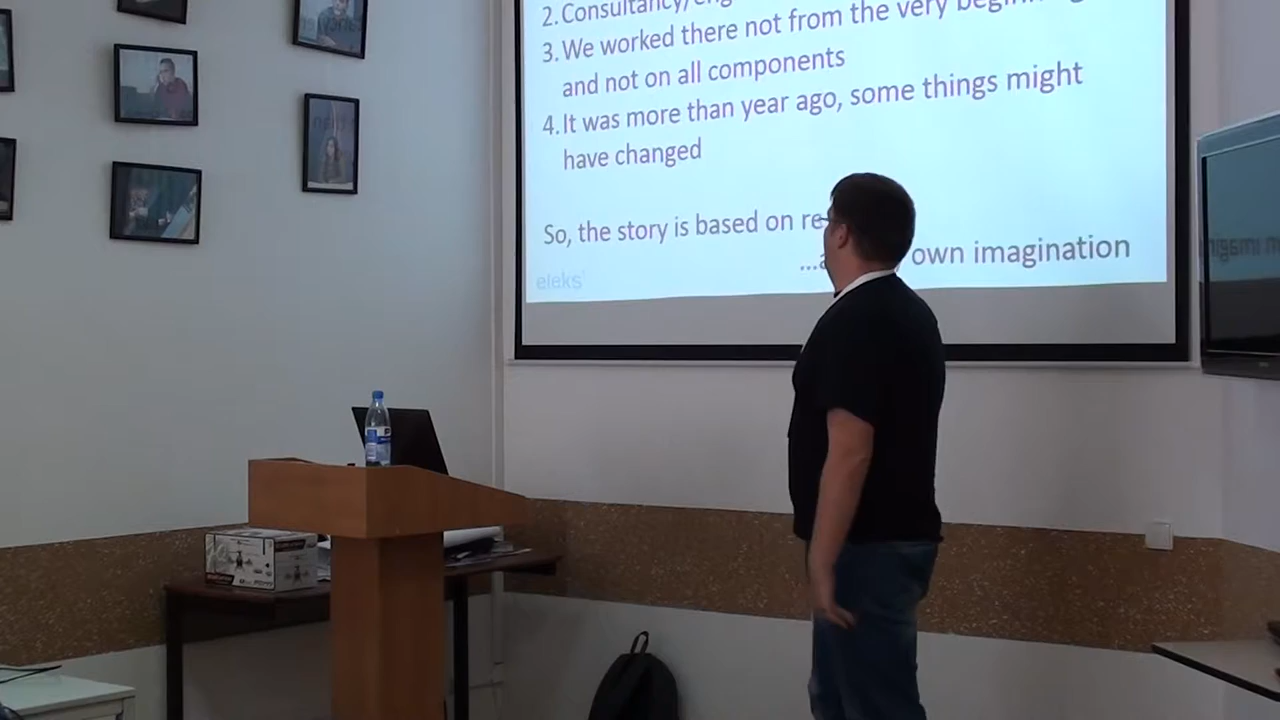 2. Consultancy/eng
3. We worked there not from the very
and not on all components
4. It was more than year ago, some things might
have changed
So, the story is based on re
... own imagination
eleks